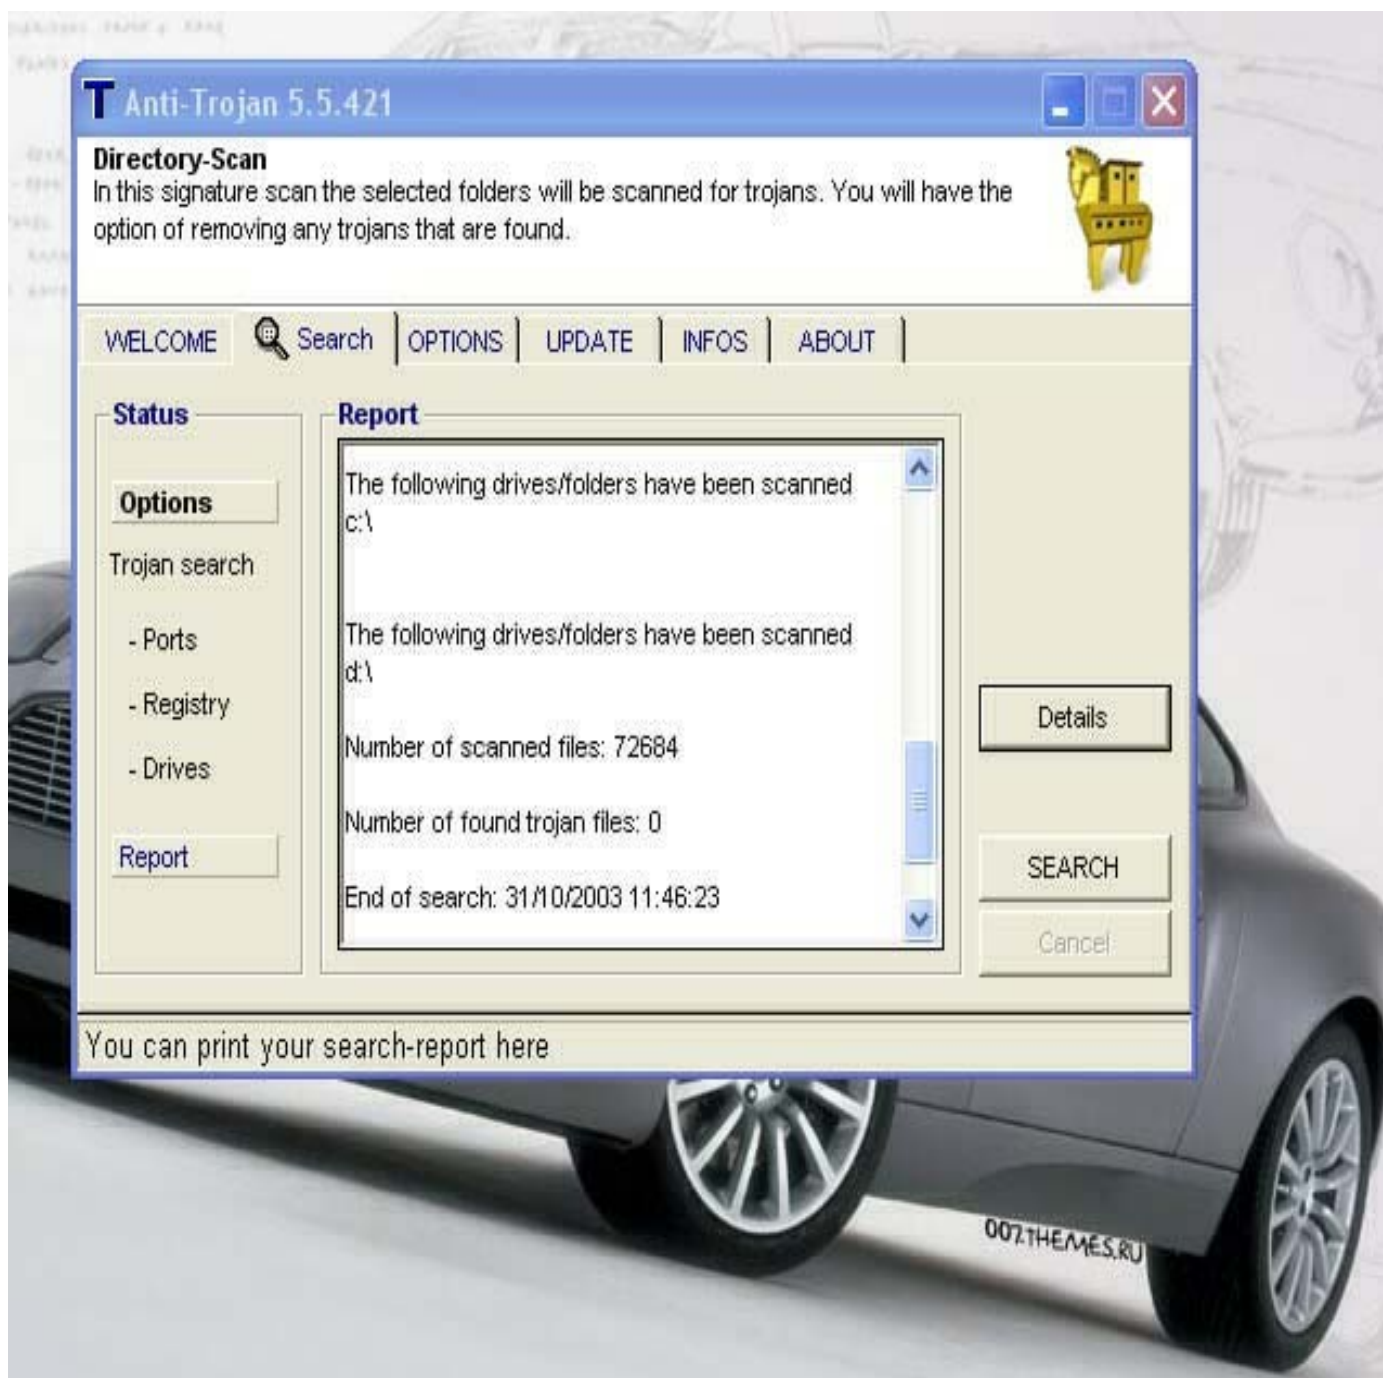 T Anti-Trojan 5.5.421
Directory-Scan
In this signature scan the selected folders will be scanned for trojans. You will have the
option of removing any trojans that are found.
WELCOME Search OPTIONS UPDATE INFOS ABOUT
Status
Options
Trojan search
- Ports
- Registry
- Drives
Report
Report
The following drives/folders have been scanned
c:\
The following drives/folders have been scanned
d:\
Number of scanned files: 72684
Number of found trojan files: 0
End of search: 31/10/2003 11:46:23
Details
SEARCH
Cancel
You can print your search-report here
007.THEMES.RU